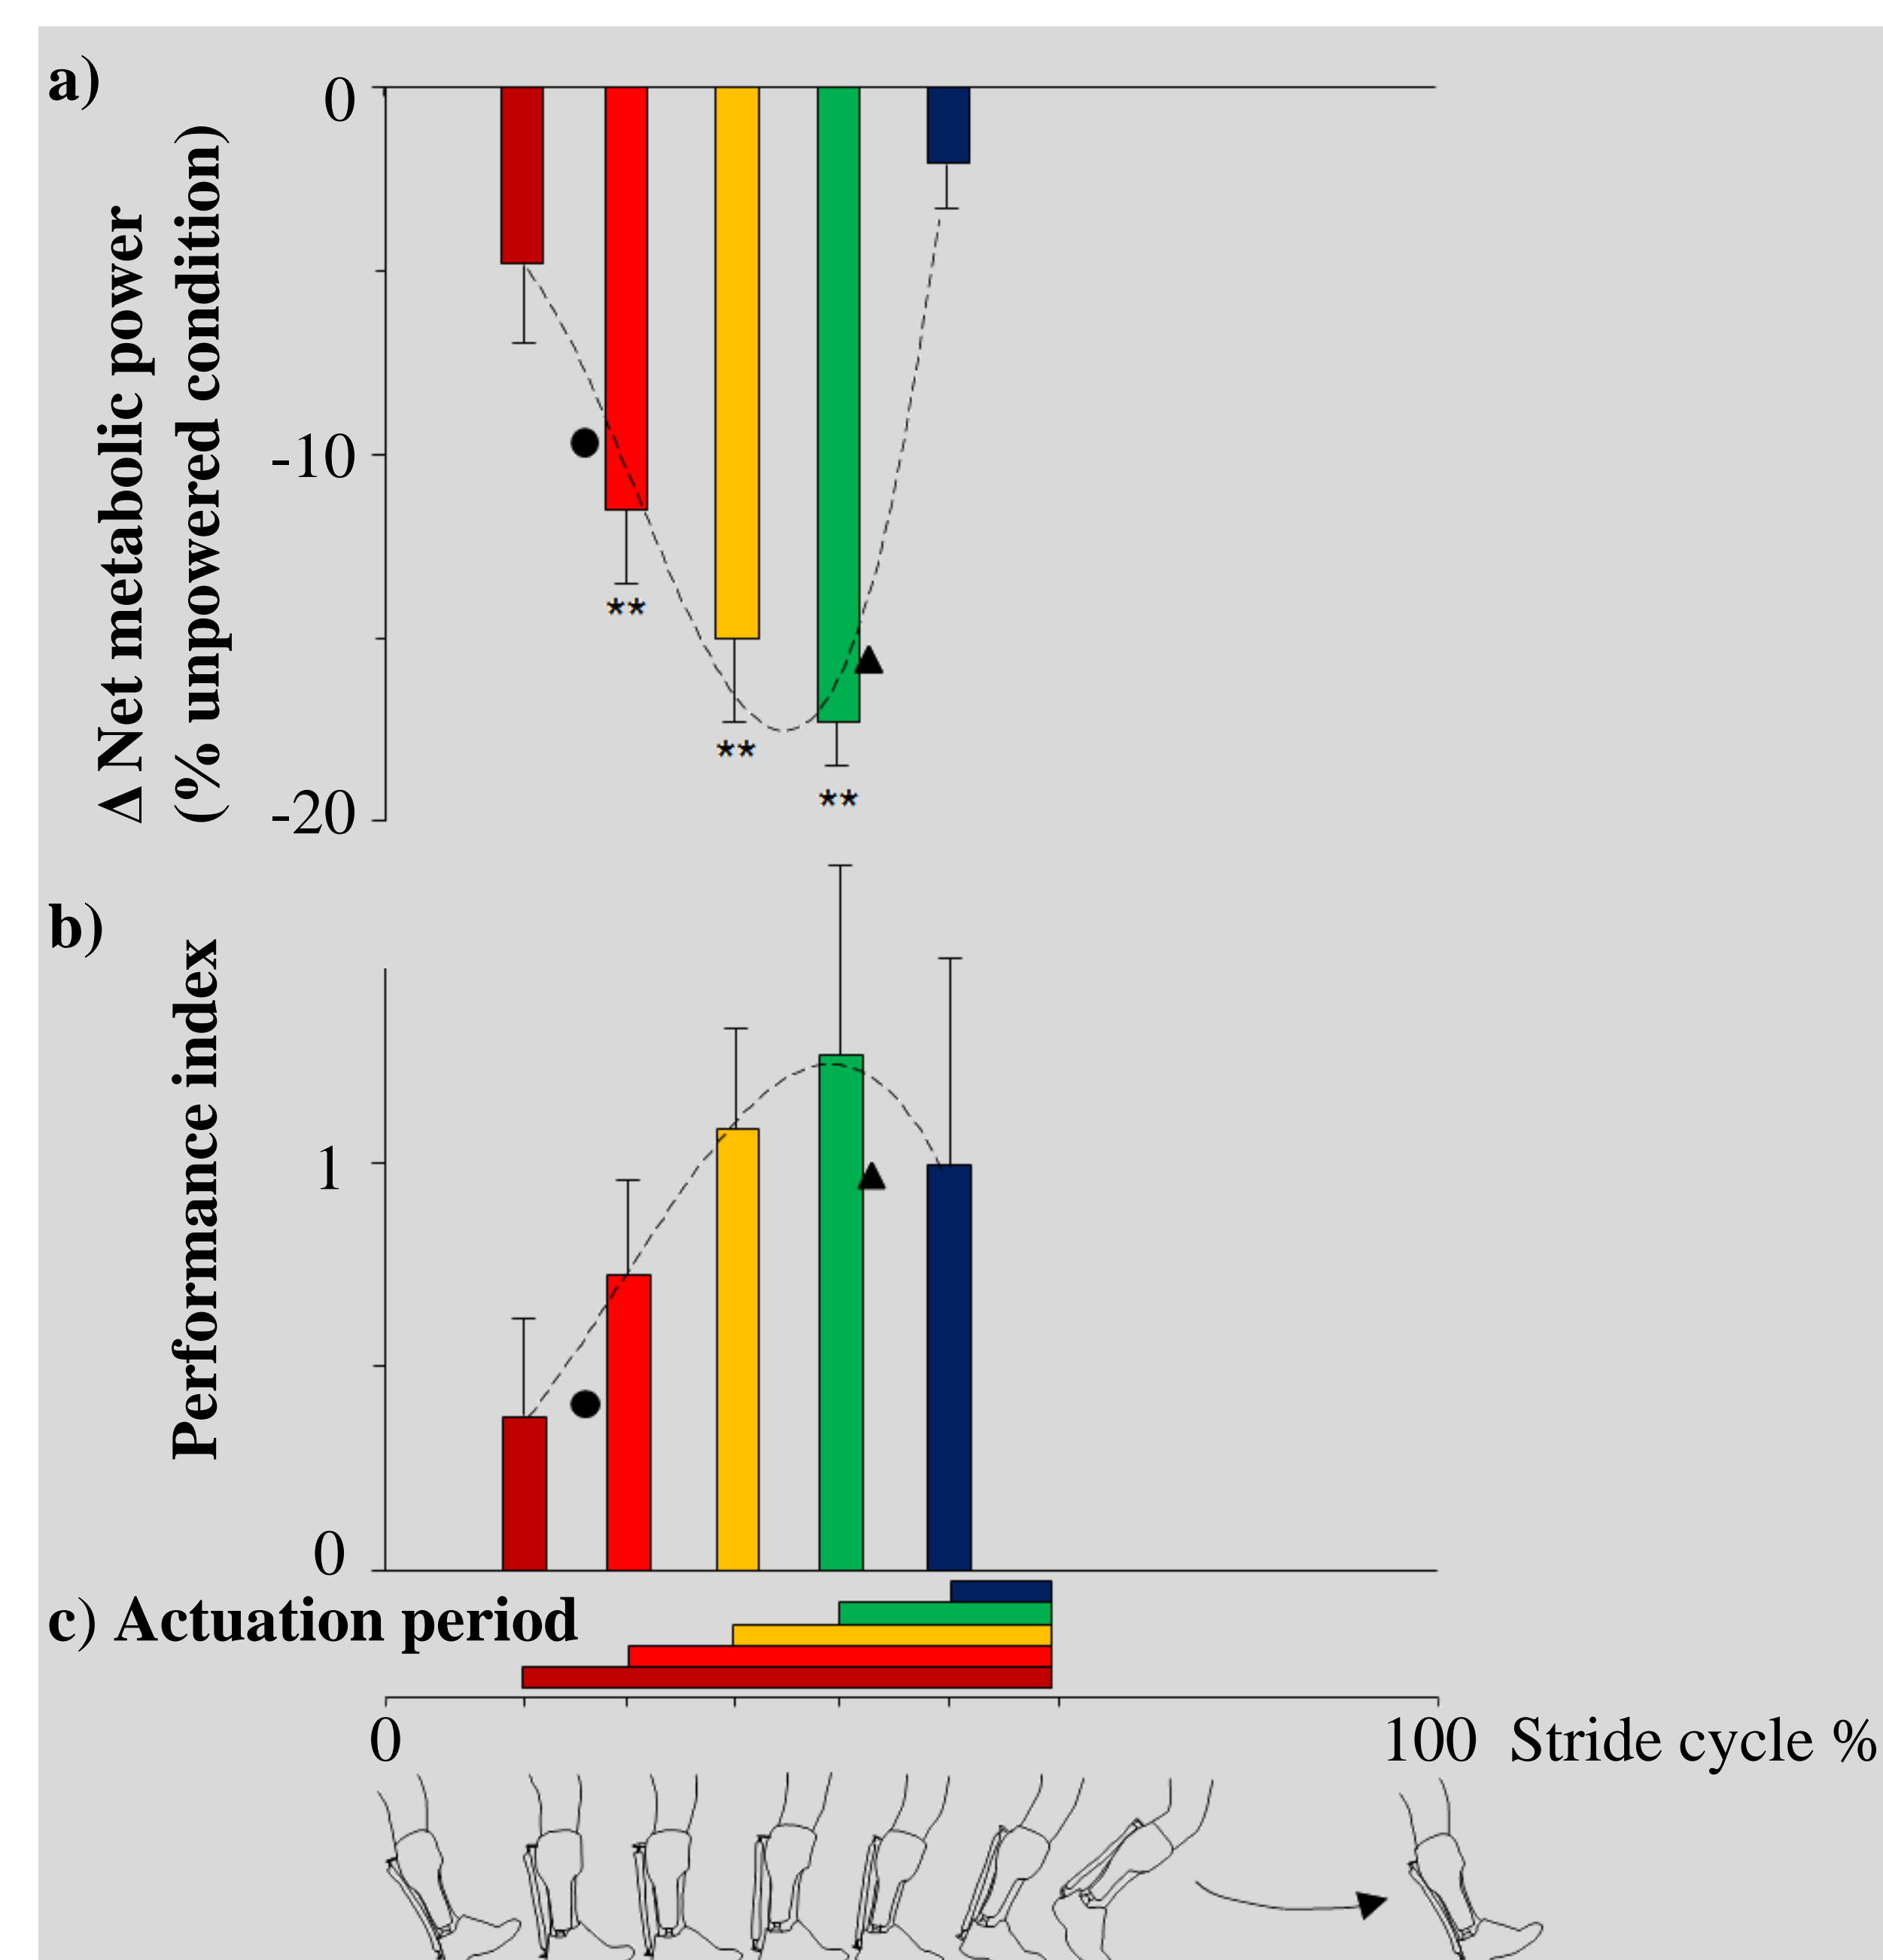 a)
Δ Net metabolic power
(% unpowered condition)
0
-10
-20
**
**
**
b)
Performance index
1
0
c) Actuation period
0
100 Stride cycle %